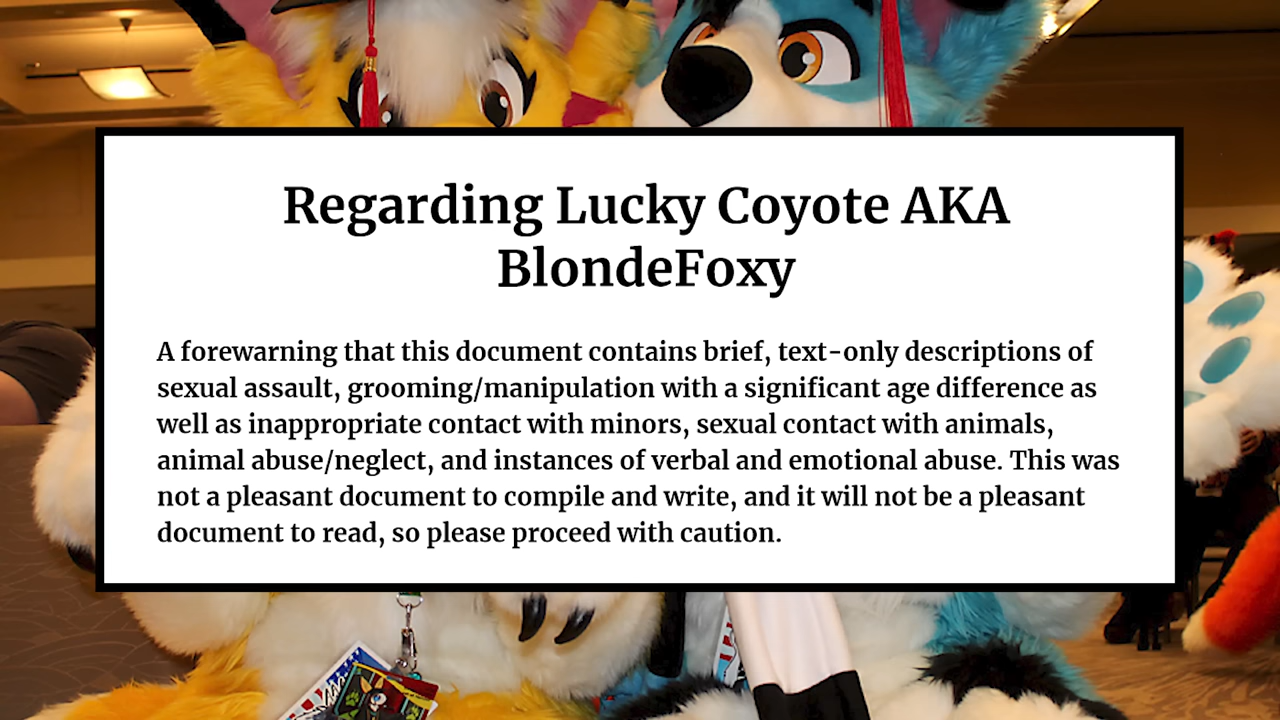 Regarding Lucky Coyote AKA
BlondeFoxy
A forewarning that this document contains brief, text-only descriptions of
sexual assault, grooming/manipulation with a significant age difference as
well as inappropriate contact with minors, sexual contact with animals,
animal abuse/neglect, and instances of verbal and emotional abuse. This was
not a pleasant document to compile and write, and it will not be a pleasant
document to read, so please proceed with caution.